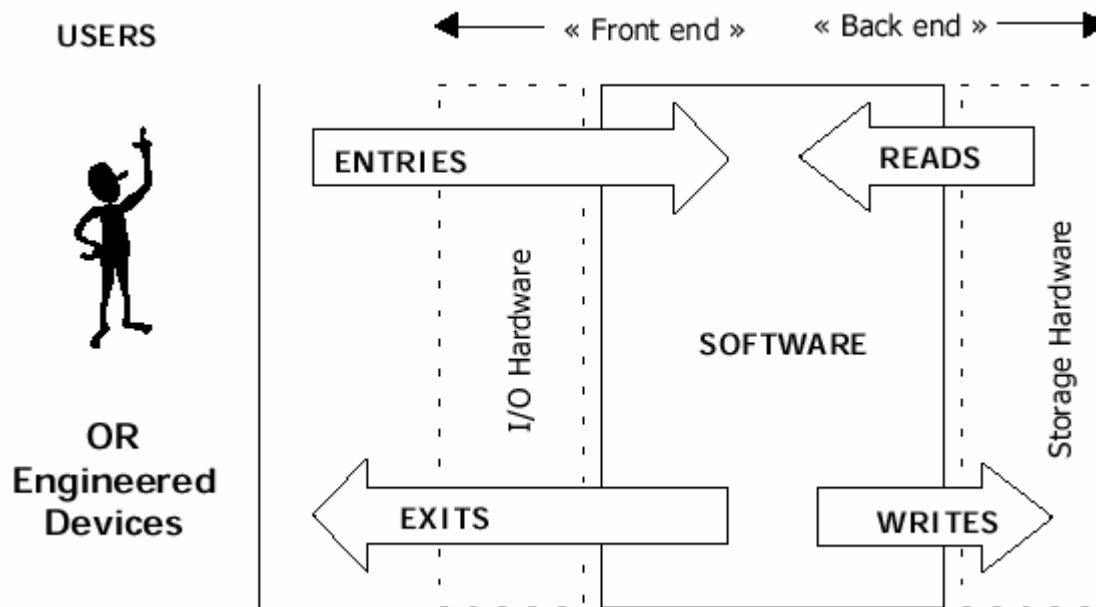 USERS
« Front end »
« Back end »
ENTRIES
READS
I/O Hardware
SOFTWARE
Storage Hardware
OR
Engineered
Devices
EXITS
WRITES